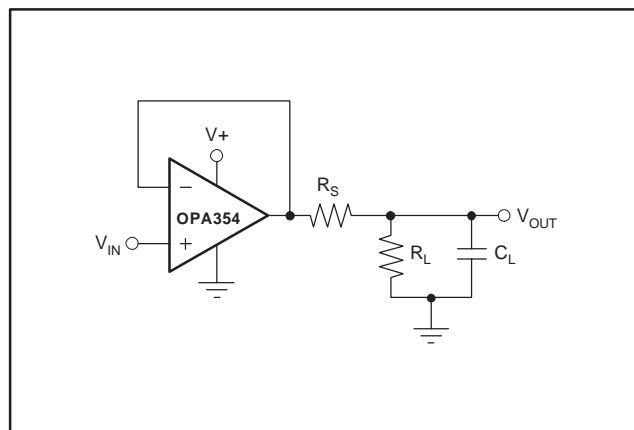 V+
R_S
−
OPA354
V_OUT
V_IN
+
R_L
C_L